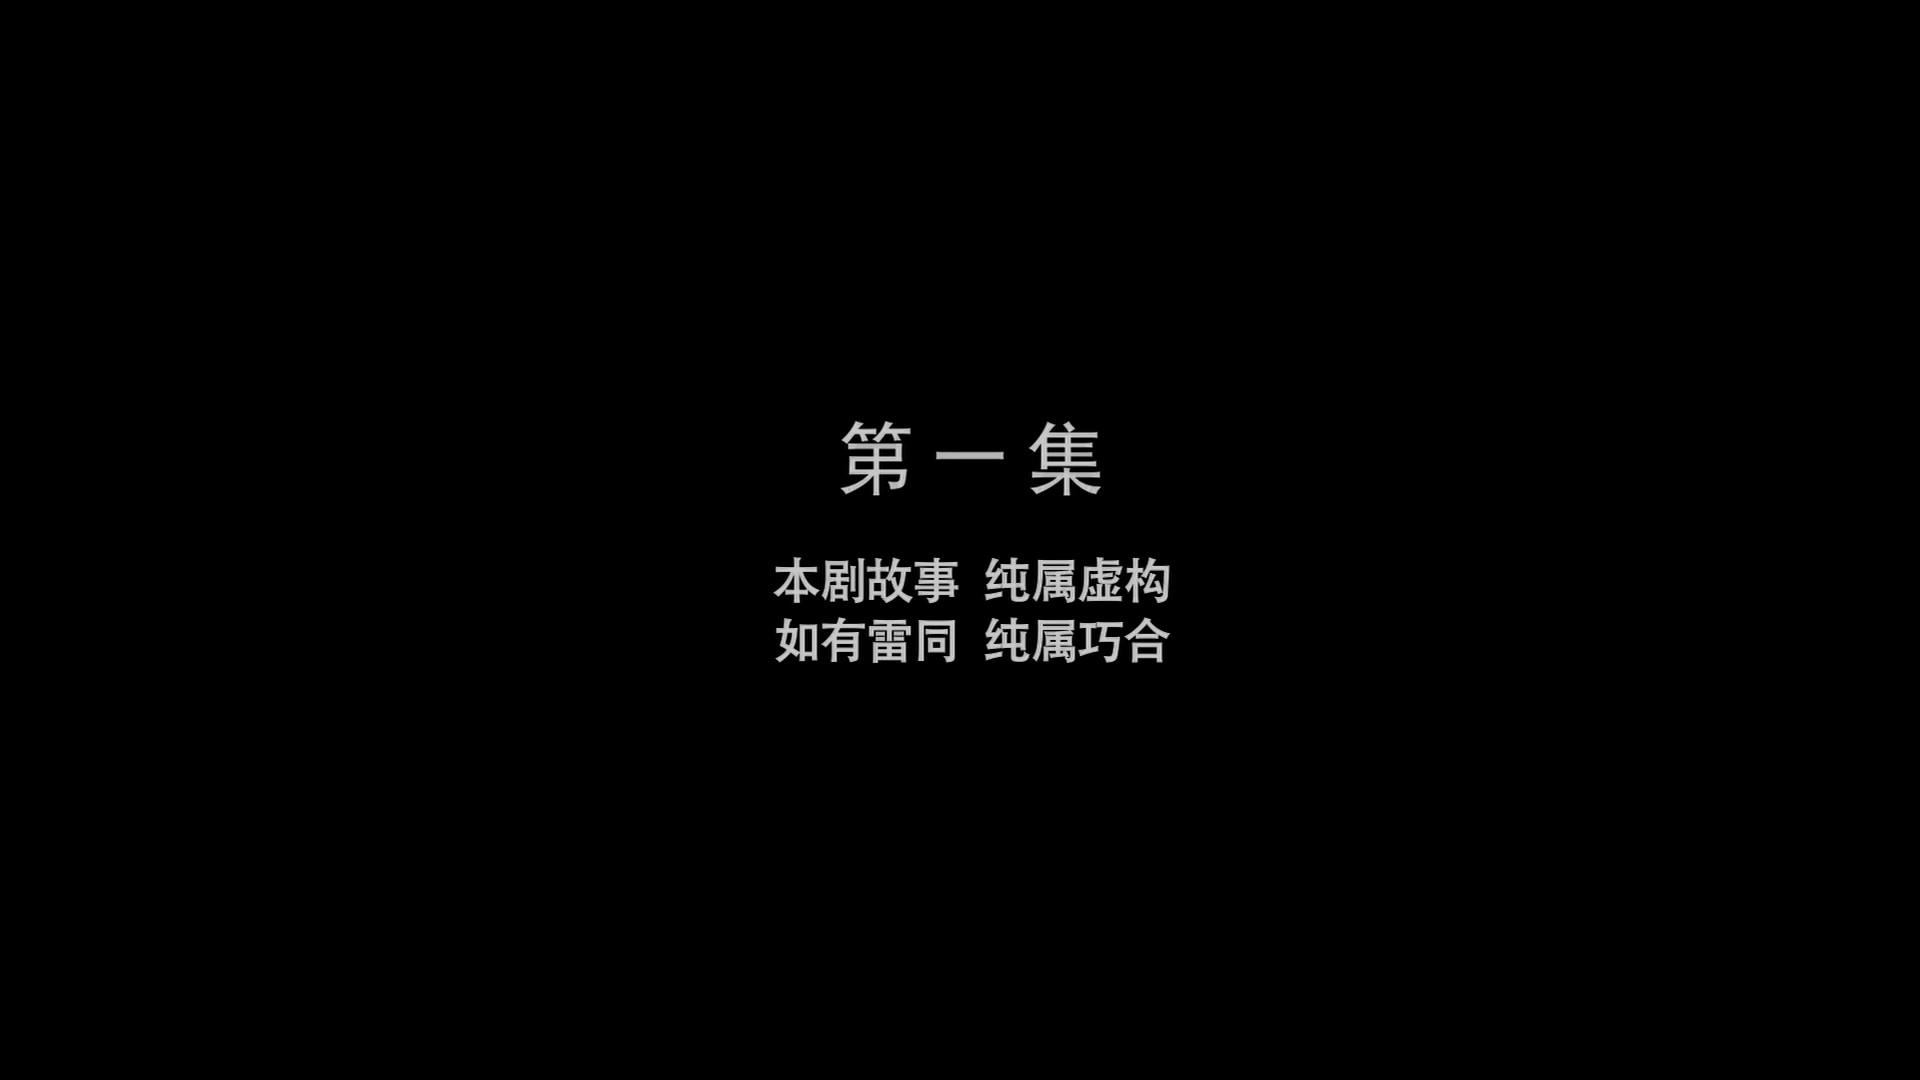 第一集
本剧故事 纯属虚构
如有雷同 纯属巧合